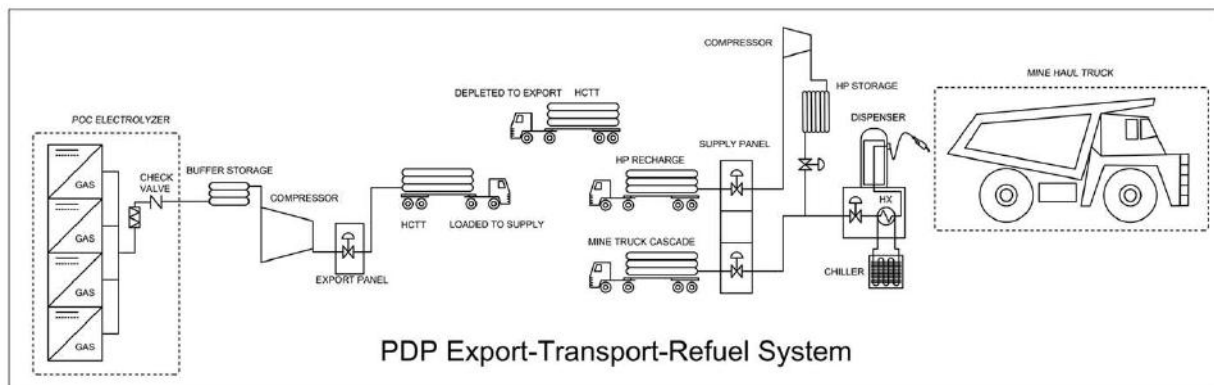 POC ELECTROLYZER
GAS
GAS
GAS
GAS
CHECK
VALVE
BUFFER STORAGE
COMPRESSOR
EXPORT PANEL
HCTT
LOADED TO SUPPLY
DEPLETED TO EXPORT
HCTT
HP RECHARGE
MINE TRUCK CASCADE
SUPPLY PANEL
COMPRESSOR
HP STORAGE
DISPENSER
HX
CHILLER
MINE HAUL TRUCK
PDP Export-Transport-Refuel System